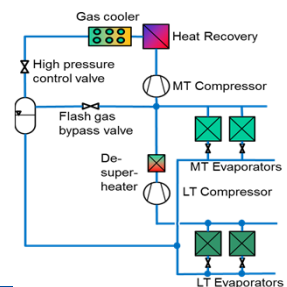 Gas cooler
Heat Recovery
High pressure
control valve
MT Compressor
Flash gas
bypass valve
De-
super-
heater
MT Evaporators
LT Compressor
LT Evaporators